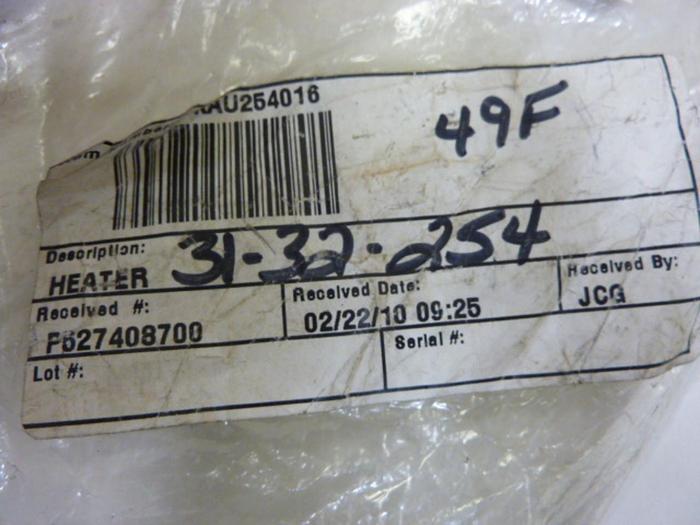 AU254016
49F
Description:
HEATER 31-32-254
Received #:
Received Date:
Received By:
P627408700
02/22/10 09:25
JCG
Lot #:
Serial #: